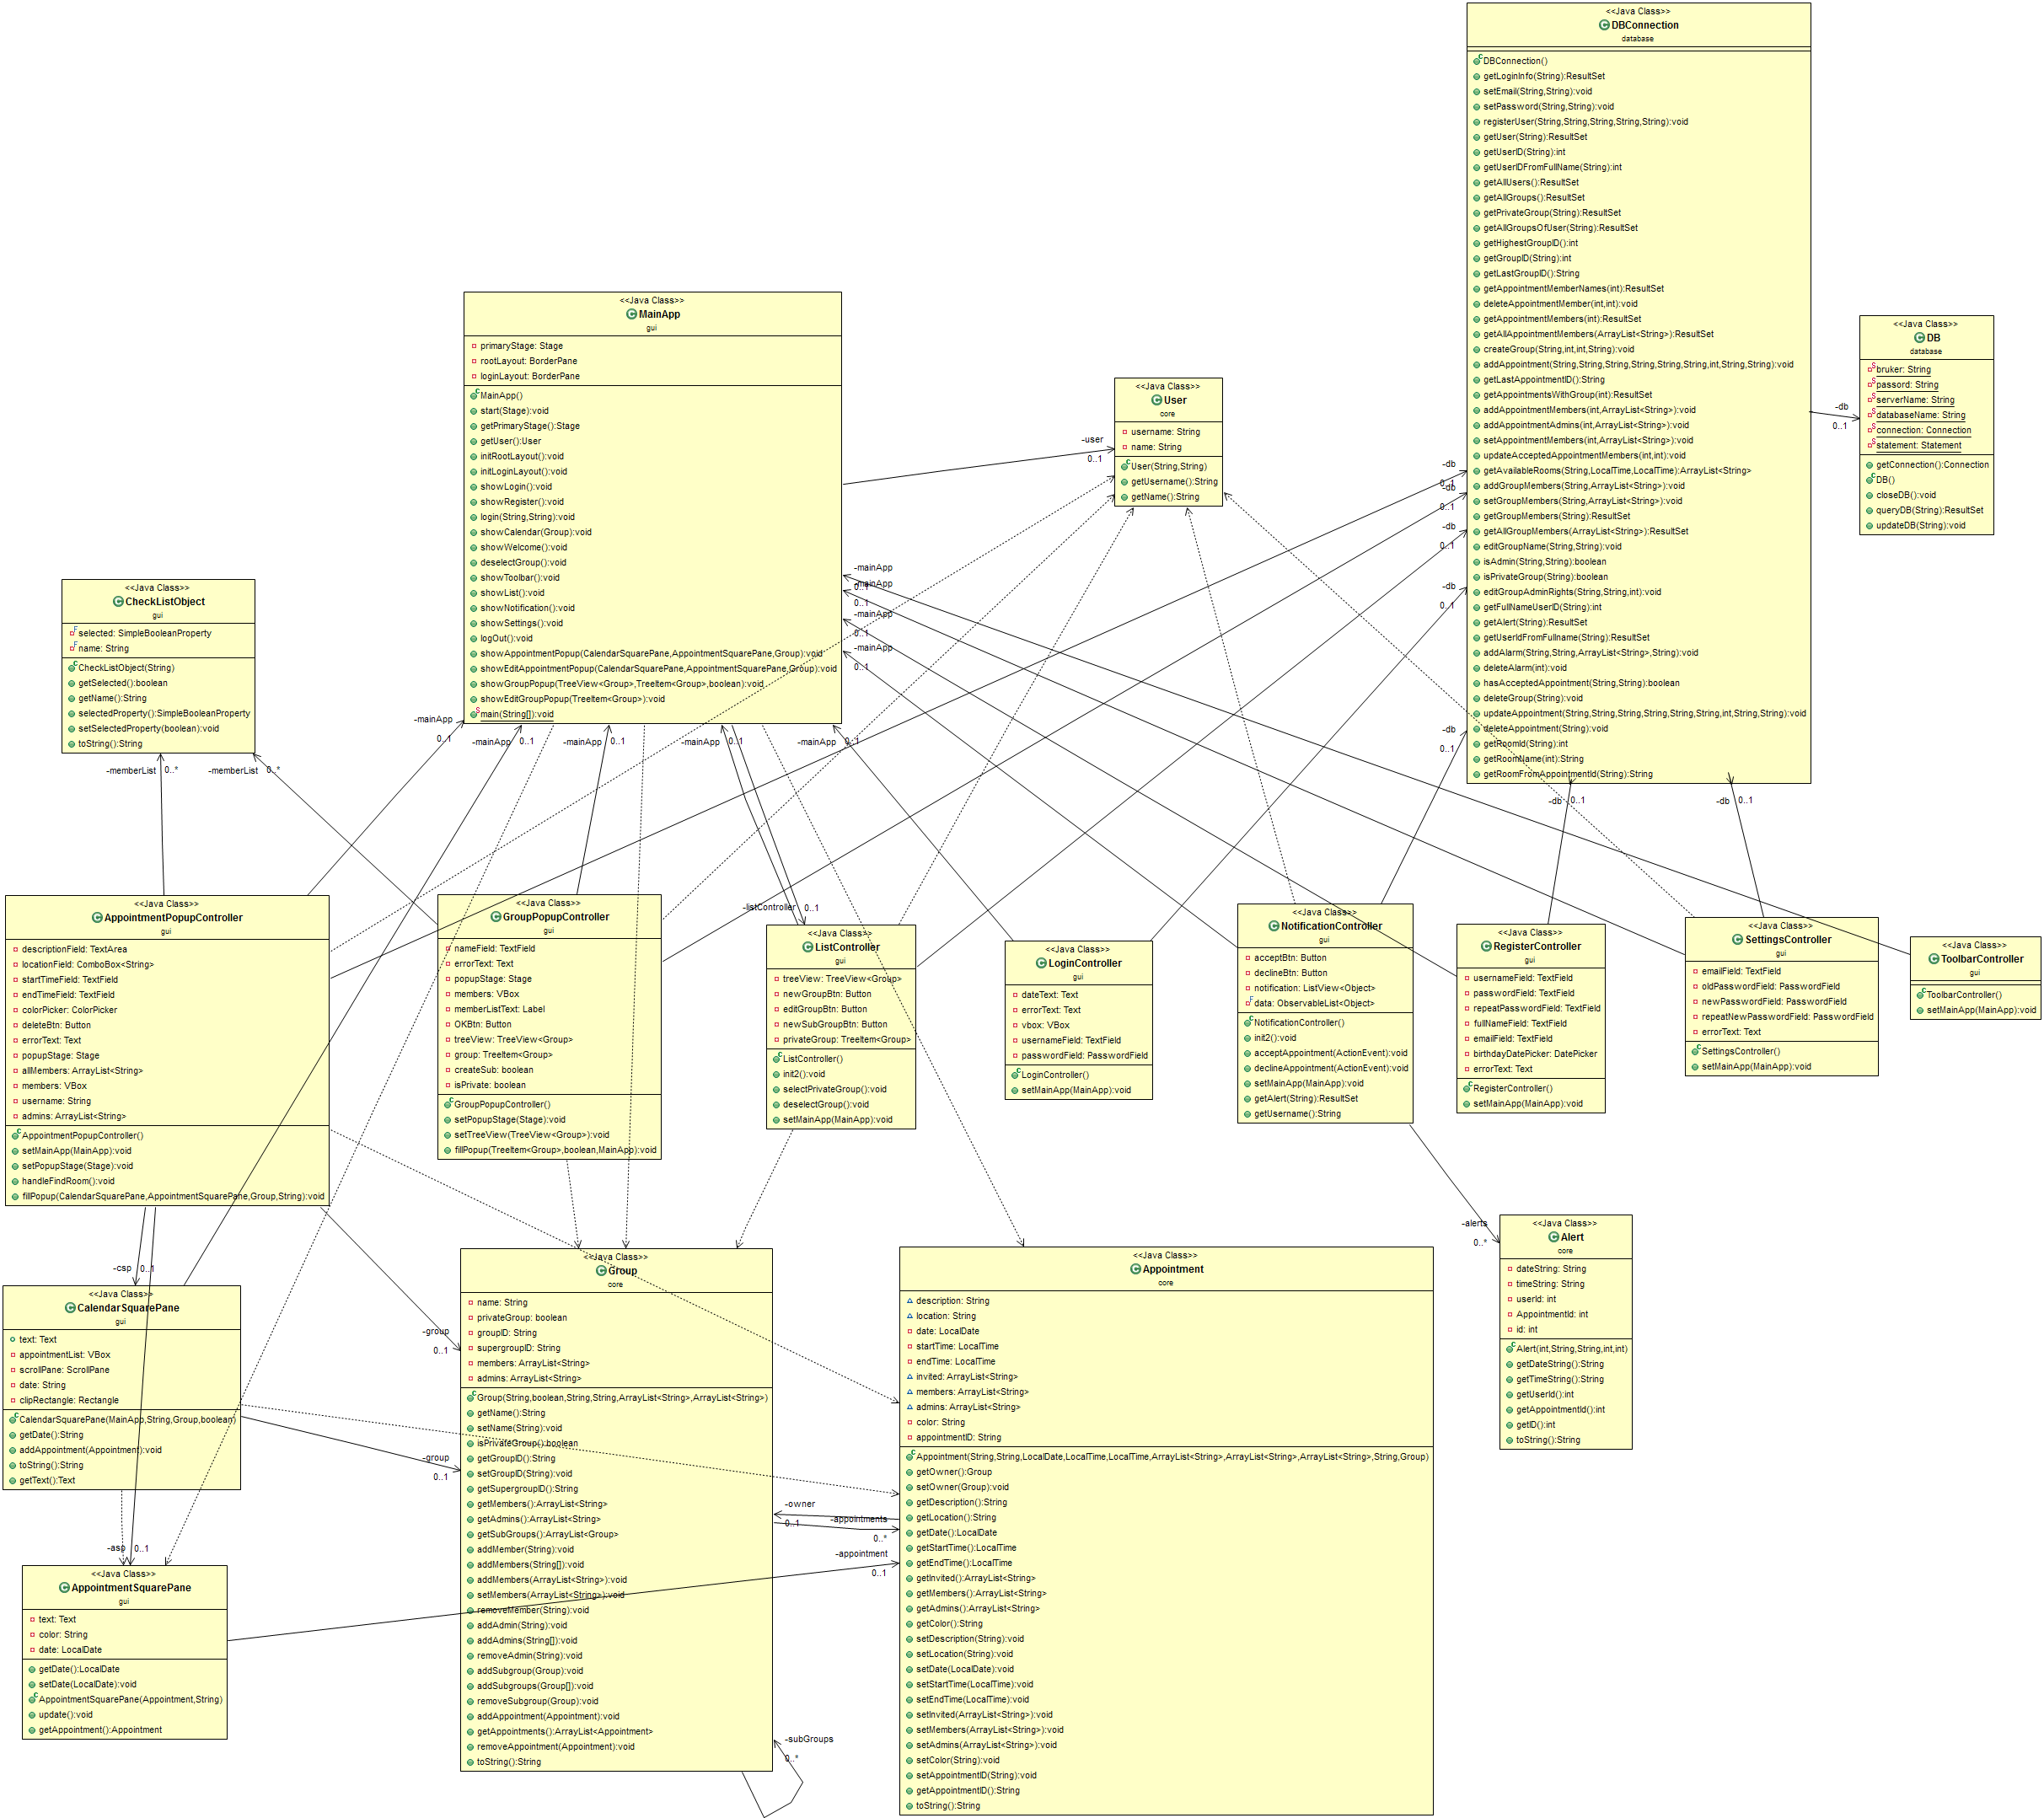 <<Java Class>>
DBConnection
database
DBConnection()
getLoginInfo(String):ResultSet
setEmail(String,String):void
setPassword(String,String):void
registerUser(String,String,String,String,String):void
getUser(String):ResultSet
getUserID(String):int
getUserIDFromFullName(String):int
getAllUsers():ResultSet
getAllGroups():ResultSet
getPrivateGroup(String):ResultSet
getAllGroupsOfUser(String):ResultSet
getHighestGroupID():int
getGroupID(String):int
getLastGroupID():String
getAppointmentMemberNames(int):ResultSet
deleteAppointmentMember(int,int):void
getAppointmentMembers(int):ResultSet
getAllAppointmentMembers(ArrayList<String>):ResultSet
createGroup(String,int,int,String):void
addAppointment(String,String,String,String,String,String,int,String,String):void
getLastAppointmentID():String
getAppointmentsWithGroup(int):ResultSet
addAppointmentMembers(int,ArrayList<String>):void
addAppointmentAdmins(int,ArrayList<String>):void
setAppointmentMembers(int,ArrayList<String>):void
updateAcceptedAppointmentMembers(int,int):void
getAvailableRooms(String,LocalTime,LocalTime):ArrayList<String>
addGroupMembers(String,ArrayList<String>):void
setGroupMembers(String,ArrayList<String>):void
getGroupMembers(String):ResultSet
getAllGroupMembers(ArrayList<String>):ResultSet
editGroupName(String,String):void
isAdmin(String,String):boolean
isPrivateGroup(String):boolean
editGroupAdminRights(String,String,int):void
getFullNameUserID(String):int
getAlert(String):ResultSet
getUserIdFromFullname(String):ResultSet
addAlarm(String,String,ArrayList<String>,String):void
deleteAlarm(int):void
hasAcceptedAppointment(String,String):boolean
deleteGroup(String):void
updateAppointment(String,String,String,String,String,String,int,String,String):void
deleteAppointment(String):void
getRoomId(String):int
getRoomName(int):String
getRoomFromAppointmentId(String):String
<<Java Class>>
DB
database
bruker: String
passord: String
serverName: String
databaseName: String
connection: Connection
statement: Statement
getConnection():Connection
DB()
closeDB():void
queryDB(String):ResultSet
updateDB(String):void
-db
0..1
<<Java Class>>
MainApp
gui
primaryStage: Stage
rootLayout: BorderPane
loginLayout: BorderPane
MainApp()
start(Stage):void
getPrimaryStage():Stage
getUser():User
initRootLayout():void
initLoginLayout():void
showLogin():void
showRegister():void
login(String,String):void
showCalendar(Group):void
showWelcome():void
deselectGroup():void
showToolbar():void
showList():void
showNotification():void
showSettings():void
logOut():void
showAppointmentPopup(CalendarSquarePane,AppointmentSquarePane,Group):void
showEditAppointmentPopup(CalendarSquarePane,AppointmentSquarePane,Group):void
showGroupPopup(TreeView<Group>,TreeItem<Group>,boolean):void
showEditGroupPopup(TreeItem<Group>):void
main(String[]):void
-user
0..1
<<Java Class>>
User
core
username: String
name: String
User(String,String)
getUsername():String
getName():String
-db
0..1
-db
0..1
-db
0..1
-db
0..1
-db
0..1
-db
0..1
-db
0..1
-mainApp
0..1
-mainApp
0..1
-mainApp
0..1
-mainApp
0..1
<<Java Class>>
CheckListObject
gui
selected: SimpleBooleanProperty
name: String
CheckListObject(String)
getSelected():boolean
getName():String
selectedProperty():SimpleBooleanProperty
setSelectedProperty(boolean):void
toString():String
-memberList 0..*
-memberList 0..*
-mainApp
0..1
-mainApp 0..1
-mainApp 0..1
-mainApp 0..1
-mainApp 0..1
-listController 0..1
<<Java Class>>
AppointmentPopupController
gui
descriptionField: TextArea
locationField: ComboBox<String>
startTimeField: TextField
endTimeField: TextField
colorPicker: ColorPicker
deleteBtn: Button
errorText: Text
popupStage: Stage
allMembers: ArrayList<String>
members: VBox
username: String
admins: ArrayList<String>
AppointmentPopupController()
setMainApp(MainApp):void
setPopupStage(Stage):void
handleFindRoom():void
fillPopup(CalendarSquarePane,AppointmentSquarePane,Group,String):void
<<Java Class>>
GroupPopupController
gui
nameField: TextField
errorText: Text
popupStage: Stage
members: VBox
memberListText: Label
OKBtn: Button
treeView: TreeView<Group>
group: TreeItem<Group>
createSub: boolean
isPrivate: boolean
GroupPopupController()
setPopupStage(Stage):void
setTreeView(TreeView<Group>):void
fillPopup(TreeItem<Group>,boolean,MainApp):void
<<Java Class>>
ListController
gui
treeView: TreeView<Group>
newGroupBtn: Button
editGroupBtn: Button
newSubGroupBtn: Button
privateGroup: TreeItem<Group>
ListController()
init2():void
selectPrivateGroup():void
deselectGroup():void
setMainApp(MainApp):void
<<Java Class>>
LoginController
gui
dateText: Text
errorText: Text
vbox: VBox
usernameField: TextField
passwordField: PasswordField
LoginController()
setMainApp(MainApp):void
<<Java Class>>
NotificationController
gui
acceptBtn: Button
declineBtn: Button
notification: ListView<Object>
data: ObservableList<Object>
NotificationController()
init2():void
acceptAppointment(ActionEvent):void
declineAppointment(ActionEvent):void
setMainApp(MainApp):void
getAlert(String):ResultSet
getUsername():String
<<Java Class>>
RegisterController
gui
usernameField: TextField
passwordField: TextField
repeatPasswordField: TextField
fullNameField: TextField
emailField: TextField
birthdayDatePicker: DatePicker
errorText: Text
RegisterController()
setMainApp(MainApp):void
<<Java Class>>
SettingsController
gui
emailField: TextField
oldPasswordField: PasswordField
newPasswordField: PasswordField
repeatNewPasswordField: PasswordField
errorText: Text
SettingsController()
setMainApp(MainApp):void
<<Java Class>>
ToolbarController
gui
ToolbarController()
setMainApp(MainApp):void
-csp 0..1
-group
0..1
-alerts
0..*
<<Java Class>>
CalendarSquarePane
gui
text: Text
appointmentList: VBox
scrollPane: ScrollPane
date: String
clipRectangle: Rectangle
CalendarSquarePane(MainApp,String,Group,boolean)
getDate():String
addAppointment(Appointment):void
toString():String
getText():Text
-group
0..1
-asp 0..1
<<Java Class>>
AppointmentSquarePane
gui
text: Text
color: String
date: LocalDate
getDate():LocalDate
setDate(LocalDate):void
AppointmentSquarePane(Appointment,String)
update():void
getAppointment():Appointment
<<Java Class>>
Group
core
name: String
privateGroup: boolean
groupID: String
supergroupID: String
members: ArrayList<String>
admins: ArrayList<String>
Group(String,boolean,String,String,ArrayList<String>,ArrayList<String>)
getName():String
setName(String):void
isPrivateGroup():boolean
getGroupID():String
setGroupID(String):void
getSupergroupID():String
getMembers():ArrayList<String>
getAdmins():ArrayList<String>
getSubGroups():ArrayList<Group>
addMember(String):void
addMembers(String[]):void
addMembers(ArrayList<String>):void
setMembers(ArrayList<String>):void
removeMember(String):void
addAdmin(String):void
addAdmins(String[]):void
removeAdmin(String):void
addSubgroup(Group):void
addSubgroups(Group[]):void
removeSubgroup(Group):void
addAppointment(Appointment):void
getAppointments():ArrayList<Appointment>
removeAppointment(Appointment):void
toString():String
-subGroups
0..*
-owner
0..1
-appointments
0..*
-appointment
0..1
<<Java Class>>
Appointment
core
description: String
location: String
date: LocalDate
startTime: LocalTime
endTime: LocalTime
invited: ArrayList<String>
members: ArrayList<String>
admins: ArrayList<String>
color: String
appointmentID: String
Appointment(String,String,LocalDate,LocalTime,LocalTime,ArrayList<String>,ArrayList<String>,ArrayList<String>,String,Group)
getOwner():Group
setOwner(Group):void
getDescription():String
getLocation():String
getDate():LocalDate
getStartTime():LocalTime
getEndTime():LocalTime
getInvited():ArrayList<String>
getMembers():ArrayList<String>
getAdmins():ArrayList<String>
getColor():String
setDescription(String):void
setLocation(String):void
setDate(LocalDate):void
setStartTime(LocalTime):void
setEndTime(LocalTime):void
setInvited(ArrayList<String>):void
setMembers(ArrayList<String>):void
setAdmins(ArrayList<String>):void
setColor(String):void
setAppointmentID(String):void
getAppointmentID():String
toString():String
<<Java Class>>
Alert
core
dateString: String
timeString: String
userId: int
AppointmentId: int
id: int
Alert(int,String,String,int,int)
getDateString():String
getTimeString():String
getUserId():int
getAppointmentId():int
getID():int
toString():String